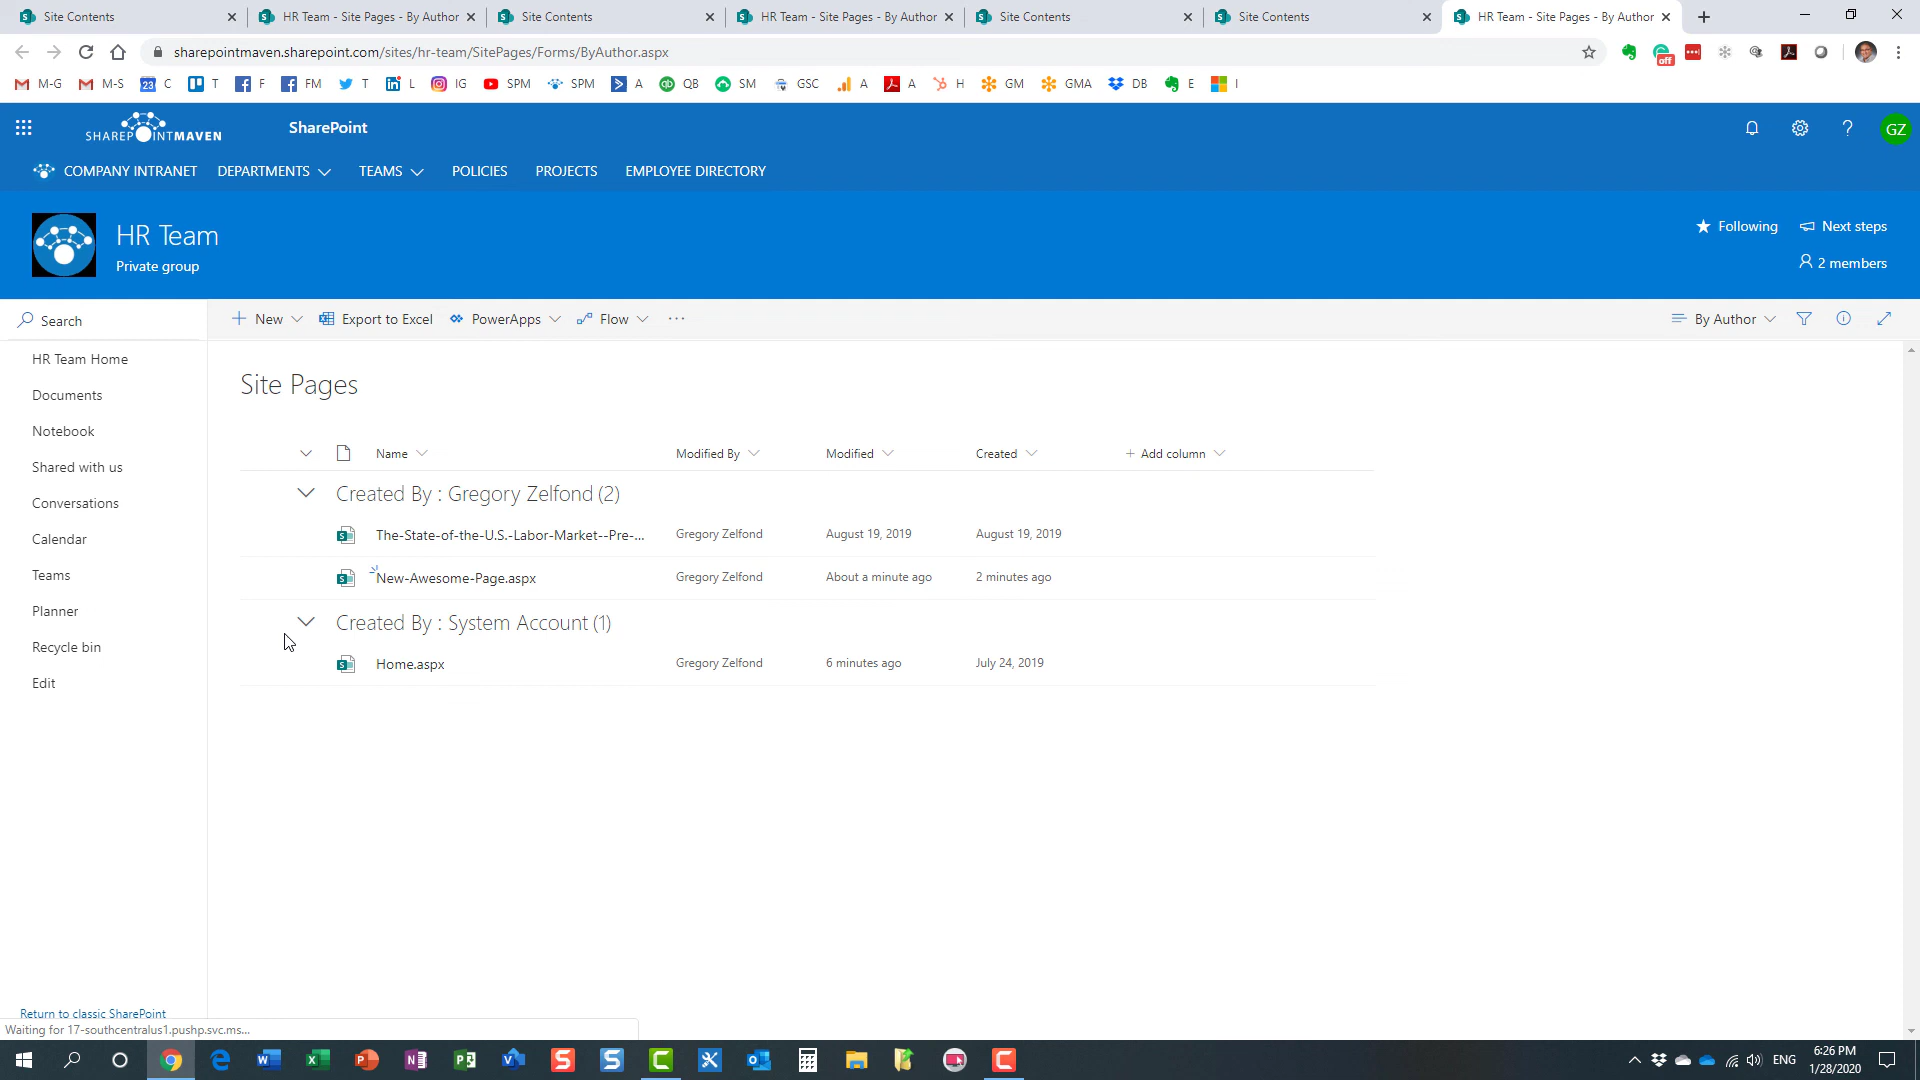 Site Contents
HR Team - Site Pages - By Author
Site Contents
HR Team - Site Pages - By Author
Site Contents
Site Contents
HR Team - Site Pages - By Author
sharepointmaven.sharepoint.com/sites/hr-team/SitePages/Forms/ByAuthor.aspx
off
M-G M-S 23 C T F FM T L IG SPM SPM A QB SM GSC A A H GM GMA DB E I
SHAREPOINTMAVEN
SharePoint
GZ
COMPANY INTRANET DEPARTMENTS TEAMS POLICIES PROJECTS EMPLOYEE DIRECTORY
HR Team
Private group
Following Next steps
2 members
Search
New Export to Excel PowerApps Flow ...
By Author
HR Team Home
Documents
Notebook
Shared with us
Conversations
Calendar
Teams
Planner
Recycle bin
Edit
Return to classic SharePoint
Site Pages
Name Modified By Modified Created + Add column
Created By : Gregory Zelfond (2)
The-State-of-the-U.S.-Labor-Market--Pre-... Gregory Zelfond August 19, 2019 August 19, 2019
New-Awesome-Page.aspx Gregory Zelfond About a minute ago 2 minutes ago
Created By : System Account (1)
Home.aspx Gregory Zelfond 6 minutes ago July 24, 2019
Waiting for 17-southcentralus1.pushp.svc.ms...
ENG
6:26 PM
1/28/2020